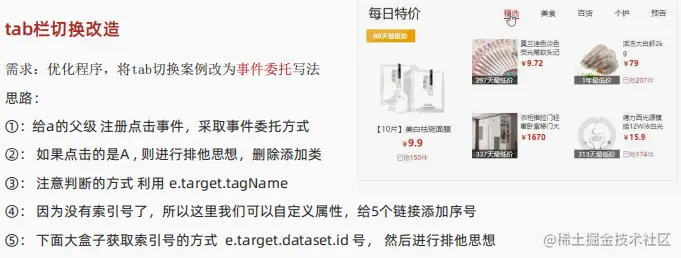 tab栏切换改造
需求：优化程序，将tab切换案例改为事件委托写法
思路：
①：给a的父级 注册点击事件，采取事件委托方式
②： 如果点击的是A , 则进行排他思想，删除添加类
③： 注意判断的方式 利用 e.target.tagName
④： 因为没有索引号了，所以这里我们可以自定义属性，给5个链接添加序号
⑤： 下面大盒子获取索引号的方式 e.target.dataset.id 号， 然后进行排他思想
每日特价
精选 美食 百货 个护 预告
60天最低价
【10片】美白祛斑面膜
￥9.9
已抢150件
莫兰迪色淡色
荧光笔软头记
￥9.72
297天最低价
活冻大白虾2k
g
￥79
1年最低价
已抢207件
衣柜推拉门轻
奢卧室移门大
￥1670
337天最低价
德力西光源模
组12W冷白光
￥15.9
313天最低价
已抢174件
@稀土掘金技术社区